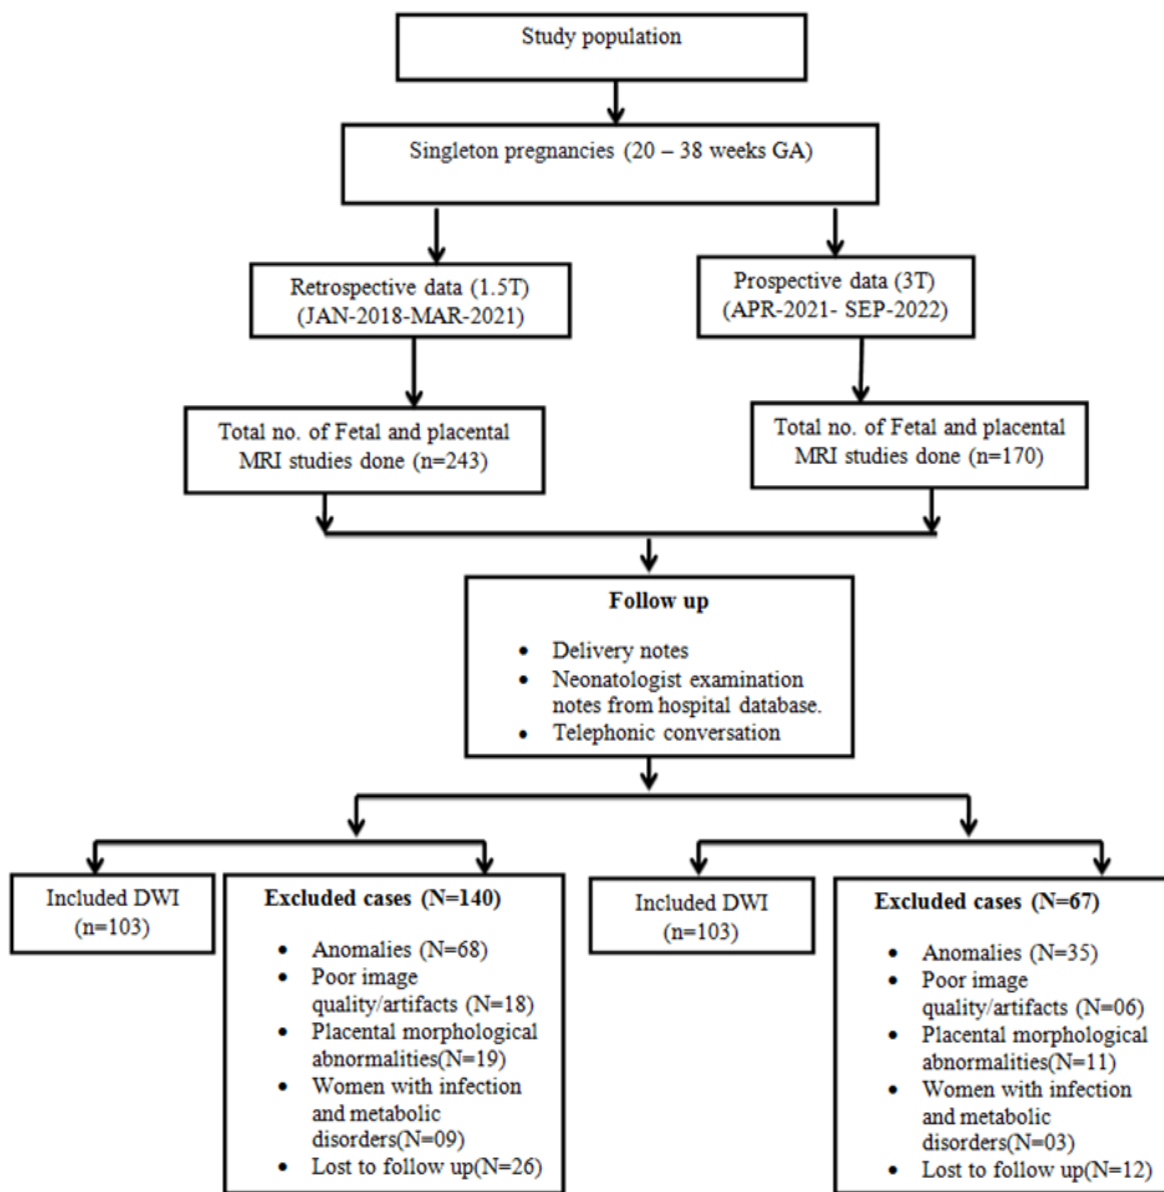 Study population
Singleton pregnancies (20 – 38 weeks GA)
Retrospective data (1.5T)
(JAN-2018-MAR-2021)
Prospective data (3T)
(APR-2021- SEP-2022)
Total no. of Fetal and placental
MRI studies done (n=243)
Total no. of Fetal and placental
MRI studies done (n=170)
Follow up
• Delivery notes
• Neonatologist examination
notes from hospital database.
• Telephonic conversation
Included DWI
(n=103)
Excluded cases (N=140)
• Anomalies (N=68)
• Poor image
quality/artifacts (N=18)
• Placental morphological
abnormalities(N=19)
• Women with infection
and metabolic
disorders(N=09)
• Lost to follow up(N=26)
Included DWI
(n=103)
Excluded cases (N=67)
• Anomalies (N=35)
• Poor image
quality/artifacts (N=06)
• Placental morphological
abnormalities(N=11)
• Women with infection
and metabolic
disorders(N=03)
• Lost to follow up(N=12)